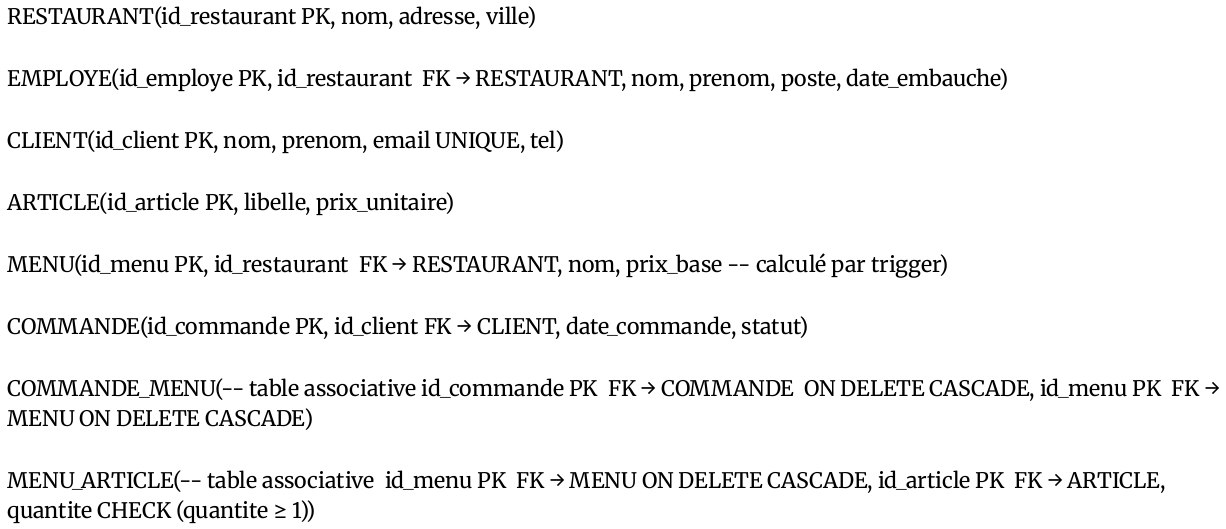 RESTAURANT(id_restaurant PK, nom, adresse, ville)
EMPLOYE(id_employe PK, id_restaurant  FK → RESTAURANT, nom, prenom, poste, date_embauche)
CLIENT(id_client PK, nom, prenom, email UNIQUE, tel)
ARTICLE(id_article PK, libelle, prix_unitaire)
MENU(id_menu PK, id_restaurant  FK → RESTAURANT, nom, prix_base -- calculé par trigger)
COMMANDE(id_commande PK, id_client FK → CLIENT, date_commande, statut)
COMMANDE_MENU(-- table associative id_commande PK  FK → COMMANDE  ON DELETE CASCADE, id_menu PK  FK →
MENU ON DELETE CASCADE)
MENU_ARTICLE(-- table associative  id_menu PK  FK → MENU ON DELETE CASCADE, id_article PK  FK → ARTICLE,
quantite CHECK (quantite ≥ 1))